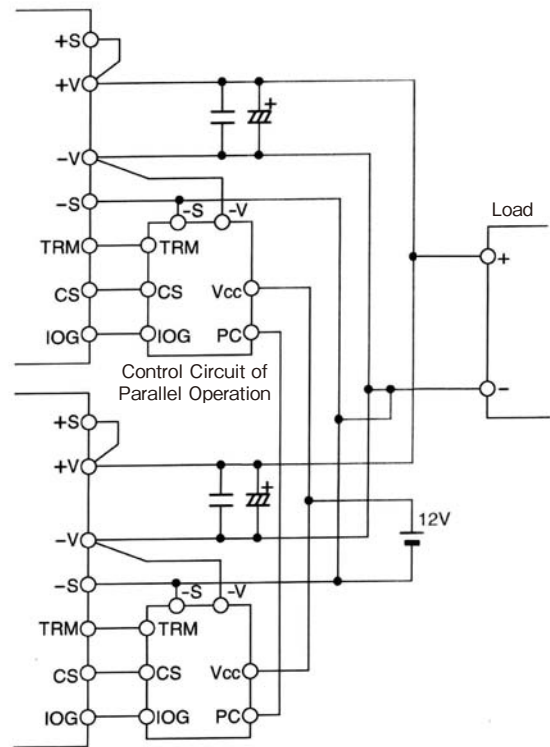 +S
+V
+
-V
-S
-S
-V
Load
TRM
TRM
+
CS
CS
Vcc
IOG
IOG
PC
-
Control Circuit of
Parallel Operation
+S
+V
+
12V
-V
-S
-S
-V
TRM
TRM
CS
CS
Vcc
IOG
IOG
PC